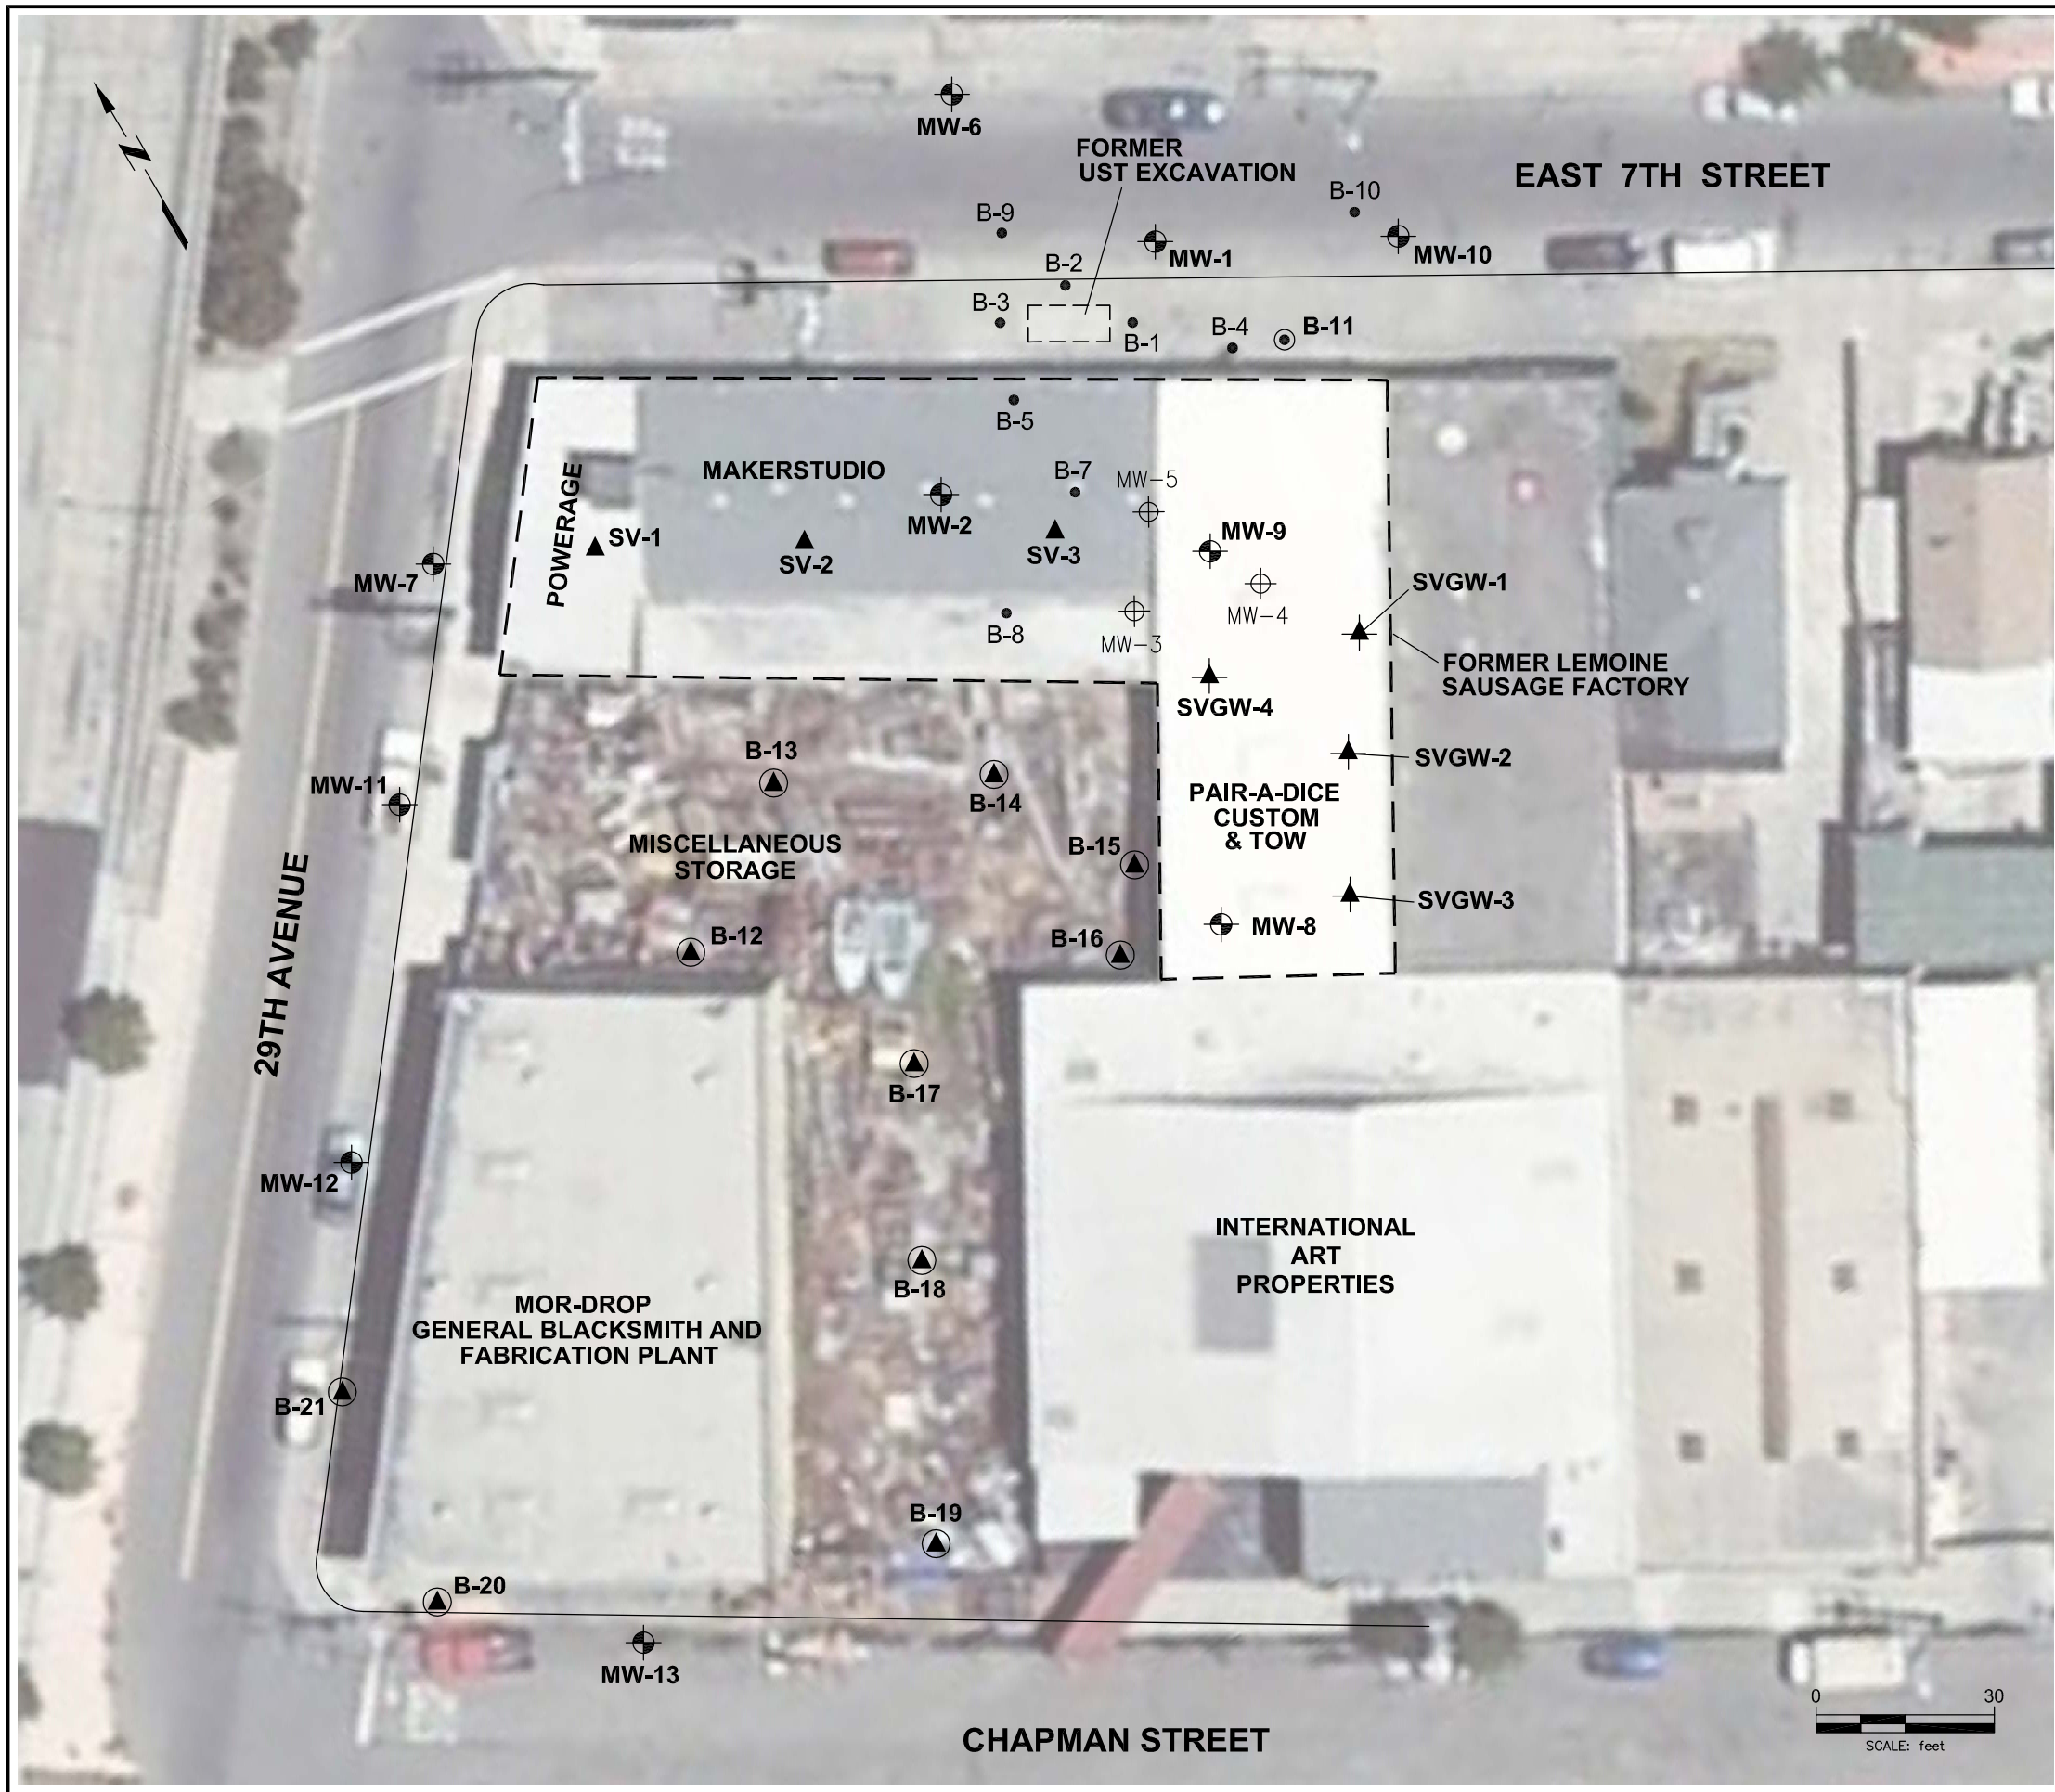 N
MW-6
FORMER
UST EXCAVATION
EAST 7TH STREET
B-10
B-9
MW-1
MW-10
B-2
B-3
B-1
B-4
B-11
B-5
MAKERSTUDIO
B-7
MW-5
POWERAGE
MW-2
SV-1
SV-2
SV-3
MW-9
MW-7
SVGW-1
MW-4
B-8
MW-3
FORMER LEMOINE
SAUSAGE FACTORY
SVGW-4
B-13
SVGW-2
MW-11
B-14
PAIR-A-DICE
CUSTOM
& TOW
MISCELLANEOUS
STORAGE
B-15
SVGW-3
29TH AVENUE
B-12
B-16
MW-8
B-17
MW-12
INTERNATIONAL
ART
PROPERTIES
B-18
MOR-DROP
GENERAL BLACKSMITH AND
FABRICATION PLANT
B-21
B-19
B-20
MW-13
CHAPMAN STREET
0 30
SCALE: feet